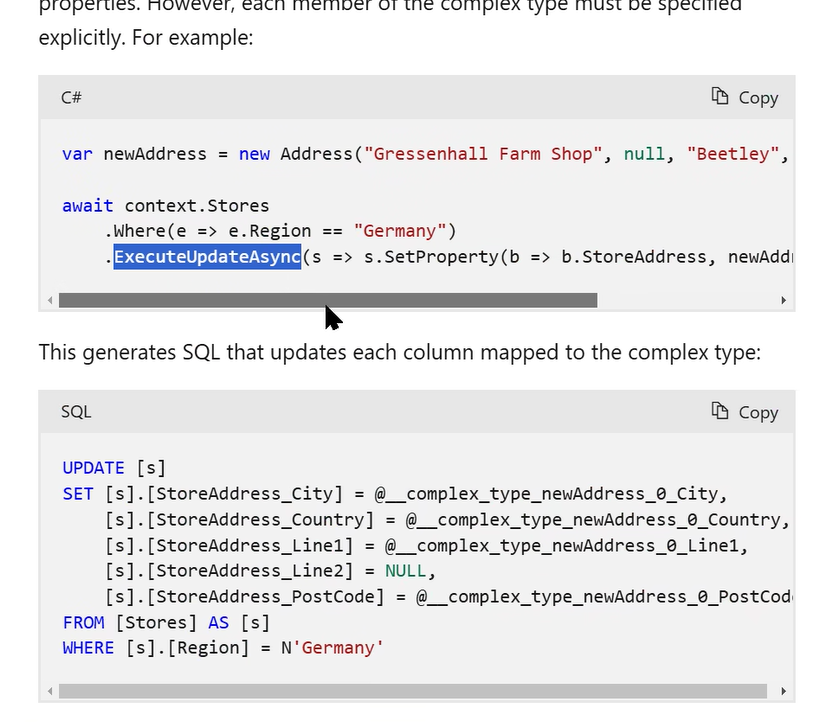 properties. However, each member of the complex type must be specified
explicitly. For example:
C#
Copy
var newAddress = new Address("Gressenhall Farm Shop", null, "Beetley",
await context.Stores
.Where(e => e.Region == "Germany")
.ExecuteUpdateAsync(s => s.SetProperty(b => b.StoreAddress, newAdd
This generates SQL that updates each column mapped to the complex type:
SQL
Copy
UPDATE [s]
SET [s].[StoreAddress_City] = @__complex_type_newAddress_0_City,
[s].[StoreAddress_Country] = @__complex_type_newAddress_0_Country,
[s].[StoreAddress_Line1] = @__complex_type_newAddress_0_Line1,
[s].[StoreAddress_Line2] = NULL,
[s].[StoreAddress_PostCode] = @__complex_type_newAddress_0_PostCod
FROM [Stores] AS [s]
WHERE [s].[Region] = N'Germany'